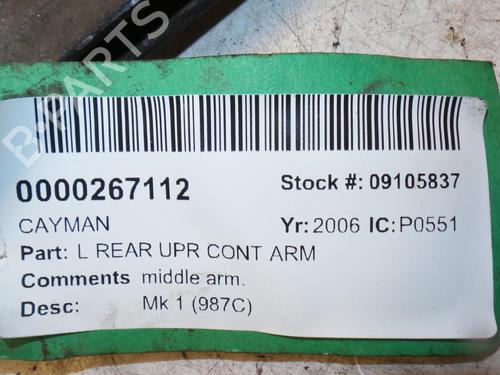 B-PARTS
0000267112 Stock #: 09105837
CAYMAN Yr: 2006 IC: P0551
Part: L REAR UPR CONT ARM
Comments middle arm.
Desc: Mk 1 (987C)